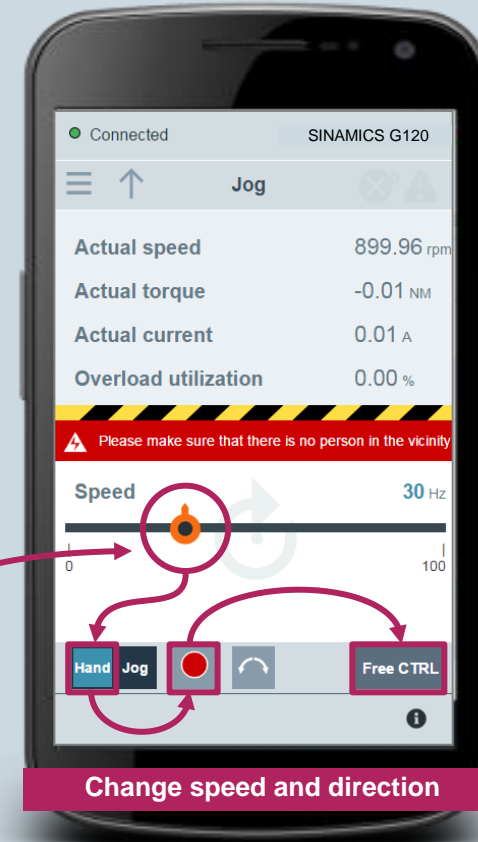 Connected SINAMICS G120
Jog
Actual speed 899.96 rpm
Actual torque -0.01 NM
Actual current 0.01 A
Overload utilization 0.00 %
Please make sure that there is no person in the vicinity
Speed 30 Hz
0 100
Hand Jog Free CTRL
Change speed and direction